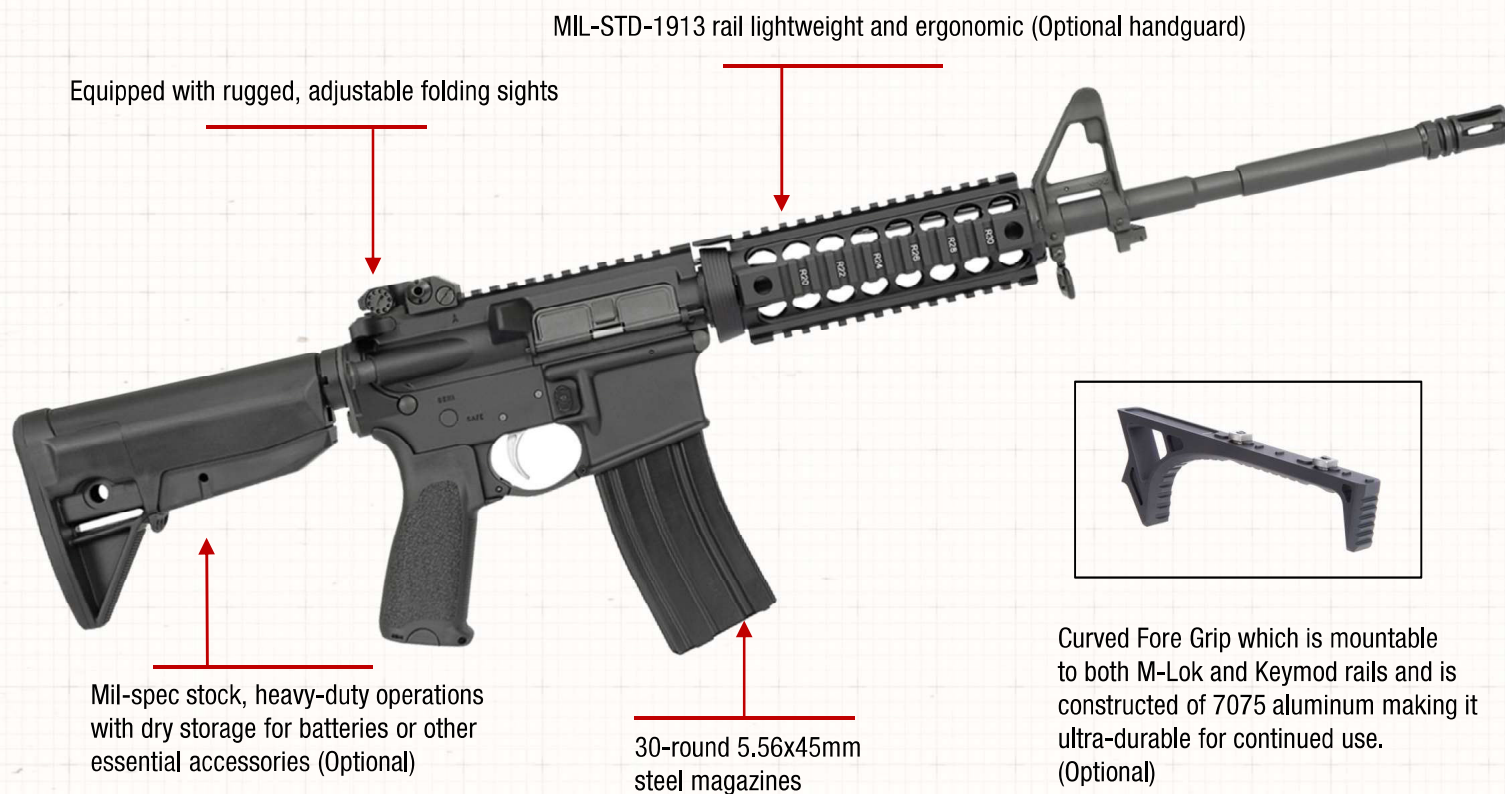 MIL-STD-1913 rail lightweight and ergonomic (Optional handguard)
Equipped with rugged, adjustable folding sights
R20
R22
R24
R26
R28
R30
SAFE
Mil-spec stock, heavy-duty operations
with dry storage for batteries or other
essential accessories (Optional)
30-round 5.56x45mm
steel magazines
Curved Fore Grip which is mountable
to both M-Lok and Keymod rails and is
constructed of 7075 aluminum making it
ultra-durable for continued use.
(Optional)